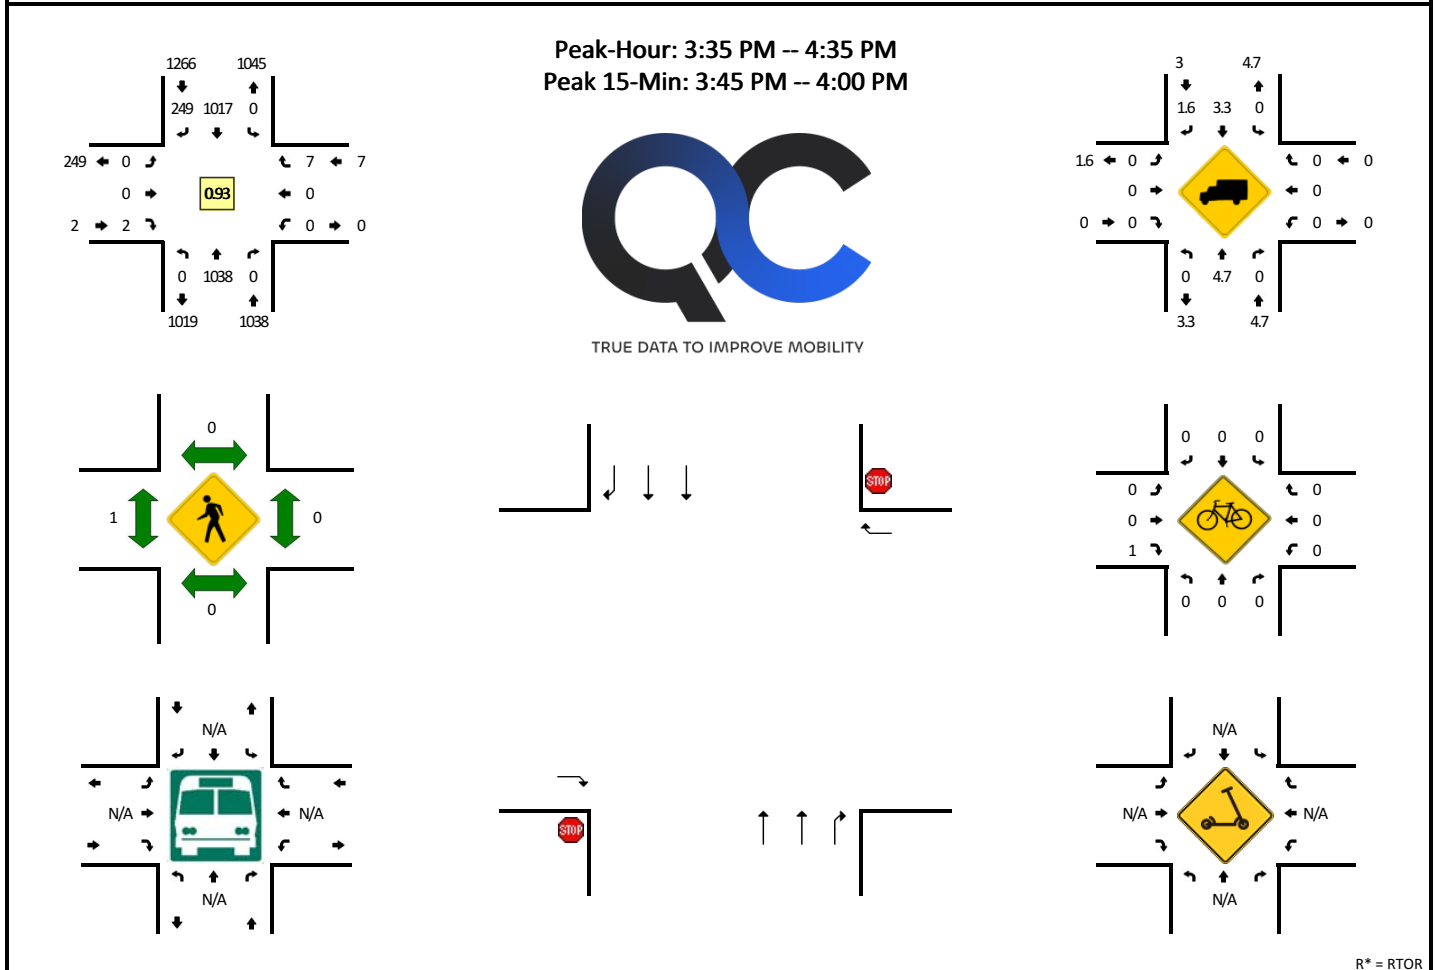 Peak-Hour: 3:35 PM -- 4:35 PM
Peak 15-Min: 3:45 PM -- 4:00 PM
1266 1045
249 1017 0
249 0 7 7
0 0.93 0
2 2 0 0
0 1038 0
1019 1038
TRUE DATA TO IMPROVE MOBILITY
3 4.7
1.6 3.3 0
1.6 0 0 0
0 0
0 0 0 0
0 4.7 0
3.3 4.7
0
1 0
0
STOP
STOP
0 0 0
0 0
0 0
1 0
0 0 0
N/A
N/A N/A
N/A
N/A
N/A N/A
N/A
R* = RTOR